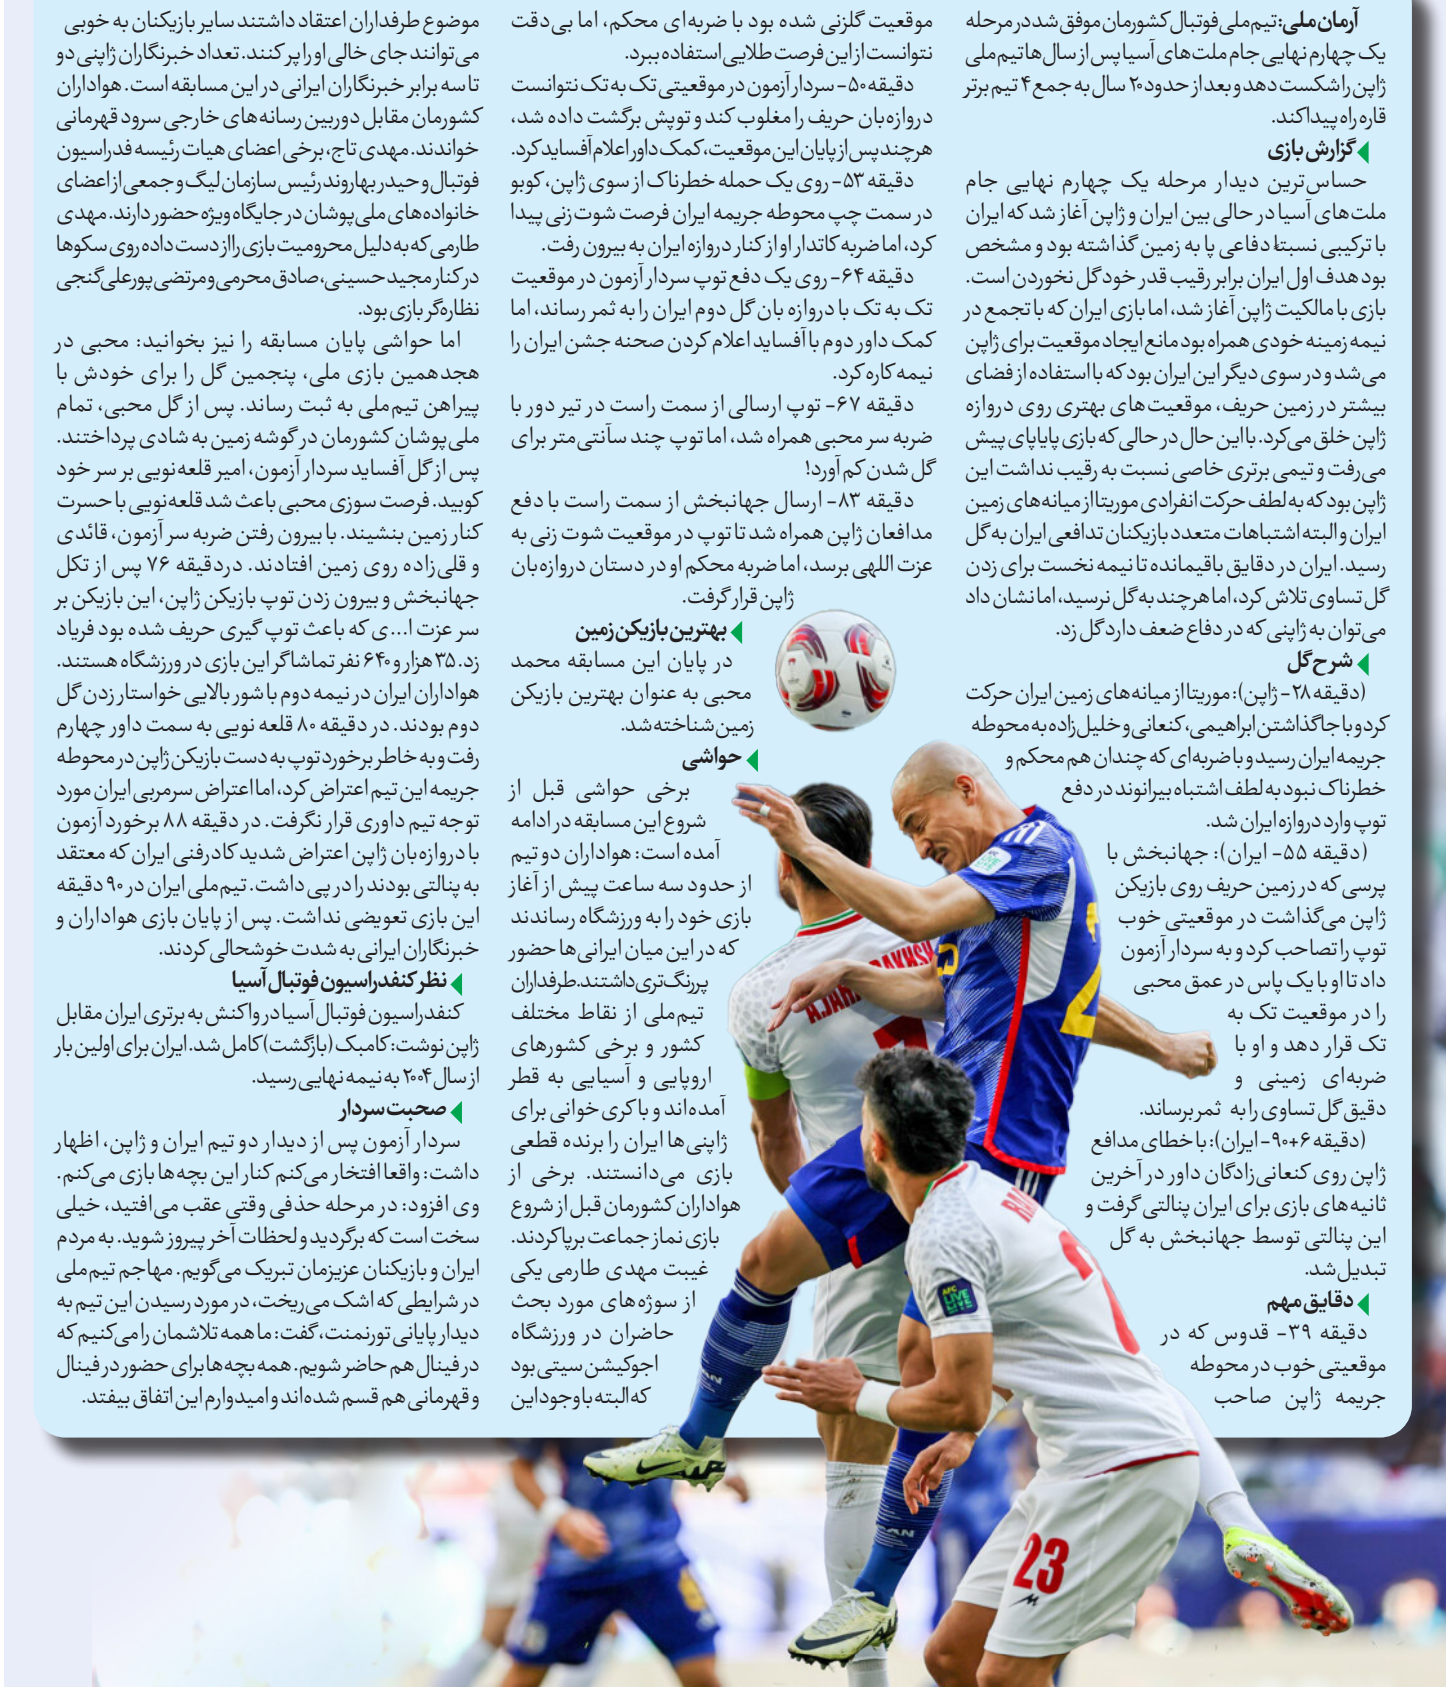 آرمان ملی: تیم‌ملی فوتبال کشورمان موفق شد در مرحله
یک چهارم نهایی جام ملت‌های آسیا پس از سال‌ها تیم ملی
ژاپن را شکست دهد و بعد از حدود ۲۰ سال به جمع ۴ تیم برتر
قاره راه پیدا کند.
گزارش بازی
حساس‌ترین دیدار مرحله یک چهارم نهایی جام
ملت‌های آسیا در حالی بین ایران و ژاپن آغاز شد که ایران
با ترکیبی نسبتاً دفاعی پا به زمین گذاشته بود و مشخص
بود هدف اول ایران برابر رقیب قدر خود گل نخوردن است.
بازی با مالکیت ژاپن آغاز شد، اما بازی ایران که با تجمع در
نیمه زمینه خودی همراه بود مانع ایجاد موقعیت برای ژاپن
می‌شد و در سوی دیگر این ایران بود که با استفاده از فضای
بیشتر در زمین حریف، موقعیت‌های بهتری روی دروازه
ژاپن خلق می‌کرد. با این حال در حالی که بازی پایاپای پیش
می‌رفت و تیمی برتری خاصی نسبت به رقیب نداشت این
ژاپن بود که به لطف حرکت انفرادی موریتا از میانه‌های زمین
ایران و البته اشتباهات متعدد بازیکنان تدافعی ایران به گل
رسید. ایران در دقایق باقیمانده تا نیمه نخست برای زدن
گل تساوی تلاش کرد، اما هرچند به گل نرسید، اما نشان داد
می‌توان به ژاپنی که در دفاع ضعف دارد گل زد.
شرح گل
(دقیقه ۲۸- ژاپن): موریتا از میانه‌های زمین ایران حرکت
کرد و با جا گذاشتن ابراهیمی، کنعانی و خلیل‌زاده به محوطه
جریمه ایران رسید و با ضربه‌ای که چندان هم محکم و
خطرناک نبود به لطف اشتباه بیرانوند در دفع
توپ وارد دروازه ایران شد.
(دقیقه ۵۵- ایران): جهانبخش با
پرسی که در زمین حریف روی بازیکن
ژاپن می‌گذاشت در موقعیتی خوب
توپ را تصاحب کرد و به سردار آزمون
داد تا او با یک پاس در عمق محبی
را در موقعیت تک به
تک قرار دهد و او با
ضربه‌ای زمینی و
دقیق گل تساوی را به ثمر برساند.
(دقیقه ۶+۹۰-ایران): با خطای مدافع
ژاپن روی کنعانی‌زادگان داور در آخرین
ثانیه‌های بازی برای ایران پنالتی گرفت و
این پنالتی توسط جهانبخش به گل
تبدیل شد.
دقایق مهم
دقیقه ۳۹- قدوس که در
موقعیتی خوب در محوطه
جریمه ژاپن صاحب
موقعیت گلزنی شده بود با ضربه‌ای محکم، اما بی‌دقت
نتوانست از این فرصت طلایی استفاده ببرد.
دقیقه ۵۰- سردار آزمون در موقعیتی تک به تک نتوانست
دروازه‌بان حریف را مغلوب کند و توپش برگشت داده شد،
هرچند پس از پایان این موقعیت، کمک داور اعلام آفساید کرد.
دقیقه ۵۳- روی یک حمله خطرناک از سوی ژاپن، کوبو
در سمت چپ محوطه جریمه ایران فرصت شوت زنی پیدا
کرد، اما ضربه کاتدار او از کنار دروازه ایران به بیرون رفت.
دقیقه ۶۴- روی یک دفع توپ سردار آزمون در موقعیت
تک به تک با دروازه بان گل دوم ایران را به ثمر رساند، اما
کمک داور دوم با آفساید اعلام کردن صحنه جشن ایران را
نیمه کاره کرد.
دقیقه ۶۷- توپ ارسالی از سمت راست در تیر دور با
ضربه سر محبی همراه شد، اما توپ چند سآنتی‌متر برای
گل شدن کم آورد!
دقیقه ۸۳- ارسال جهانبخش از سمت راست با دفع
مدافعان ژاپن همراه شد تا توپ در موقعیت شوت زنی به
عزت اللهی برسد، اما ضربه محکم او در دستان دروازه‌بان
ژاپن قرار گرفت.
بهترین بازیکن زمین
در پایان این مسابقه محمد
محبی به عنوان بهترین بازیکن
زمین شناخته شد.
حواشی
برخی حواشی قبل از
شروع این مسابقه در ادامه
آمده است: هواداران دو تیم
از حدود سه ساعت پیش از آغاز
بازی خود را به ورزشگاه رساندند
که در این میان ایرانی‌ها حضور
پررنگ‌تری داشتند. طرفداران
تیم‌ملی از نقاط مختلف
کشور و برخی کشورهای
اروپایی و آسیایی به قطر
آمده‌اند و با کری خوانی برای
ژاپنی‌ها ایران را برنده قطعی
بازی می‌دانستند. برخی از
هواداران کشورمان قبل از شروع
بازی نماز جماعت برپا کردند.
غیبت مهدی طارمی یکی
از سوژه‌های مورد بحث
حاضران در ورزشگاه
اجوکیشن سیتی بود
که البته با وجود این
موضوع طرفداران اعتقاد داشتند سایر بازیکنان به خوبی
می‌توانند جای خالی او را پر کنند. تعداد خبرنگاران ژاپنی دو
تا سه برابر خبرنگاران ایرانی در این مسابقه است. هواداران
کشورمان مقابل دوربین رسانه‌های خارجی سرود قهرمانی
خواندند. مهدی تاج، برخی اعضای هیات رئیسه فدراسیون
فوتبال و حیدر بهاروند رئیس سازمان لیگ و جمعی از اعضای
خانواده‌های ملی‌پوشان در جایگاه ویژه حضور دارند. مهدی
طارمی که به دلیل محرومیت بازی را از دست داده روی سکوها
در کنار مجید حسینی، صادق محرمی و مرتضی پورعلی‌گنجی
نظاره‌گر بازی بود.
اما حواشی پایان مسابقه را نیز بخوانید: محبی در
هجدهمین بازی ملی، پنجمین گل را برای خودش با
پیراهن تیم‌ملی به ثبت رساند. پس از گل محبی، تمام
ملی‌پوشان کشورمان در گوشه زمین به شادی پرداختند.
پس از گل آفساید سردار آزمون، امیر قلعه‌نویی بر سر خود
کوبید. فرصت سوزی محبی باعث شد قلعه‌نویی با حسرت
کنار زمین بنشیند. با بیرون رفتن ضربه سر آزمون، قائدی
و قلی‌زاده روی زمین افتادند. دردقیقه ۷۶ پس از تکل
جهانبخش و بیرون زدن توپ بازیکن ژاپن، این بازیکن بر
سر عزت ا...ی که باعث توپ گیری حریف شده بود فریاد
زد. ۳۵ هزار و ۶۴۰ نفر تماشاگر این بازی در ورزشگاه هستند.
هواداران ایران در نیمه دوم با شور بالایی خواستار زدن گل
دوم بودند. در دقیقه ۸۰ قلعه نویی به سمت داور چهارم
رفت و به خاطر برخورد توپ به دست بازیکن ژاپن در محوطه
جریمه این تیم اعتراض کرد، اما اعتراض سرمربی ایران مورد
توجه تیم داوری قرار نگرفت. در دقیقه ۸۸ برخورد آزمون
با دروازه‌بان ژاپن اعتراض شدید کادرفنی ایران که معتقد
به پنالتی بودند را در پی داشت. تیم‌ملی ایران در ۹۰ دقیقه
این بازی تعویضی نداشت. پس از پایان بازی هواداران و
خبرنگاران ایرانی به شدت خوشحالی کردند.
نظر کنفدراسیون فوتبال آسیا
کنفدراسیون فوتبال آسیا در واکنش به برتری ایران مقابل
ژاپن نوشت: کامبک (بازگشت) کامل شد. ایران برای اولین بار
از سال ۲۰۰۴ به نیمه نهایی رسید.
صحبت سردار
سردار آزمون پس از دیدار دو تیم ایران و ژاپن، اظهار
داشت: واقعا افتخار می‌کنم کنار این بچه‌ها بازی می‌کنم.
وی افزود: در مرحله حذفی وقتی عقب می‌افتید، خیلی
سخت است که برگردید و لحظات آخر پیروز شوید. به مردم
ایران و بازیکنان عزیزمان تبریک می‌گویم. مهاجم تیم‌ملی
در شرایطی که اشک می‌ریخت، در مورد رسیدن این تیم به
دیدار پایانی تورنمنت، گفت: ما همه تلاشمان را می‌کنیم که
در فینال هم حاضر شویم. همه بچه‌ها برای حضور در فینال
و قهرمانی هم قسم شده‌اند و امیدوارم این اتفاق بیفتد.
AFC
LIVE
LIVE
23